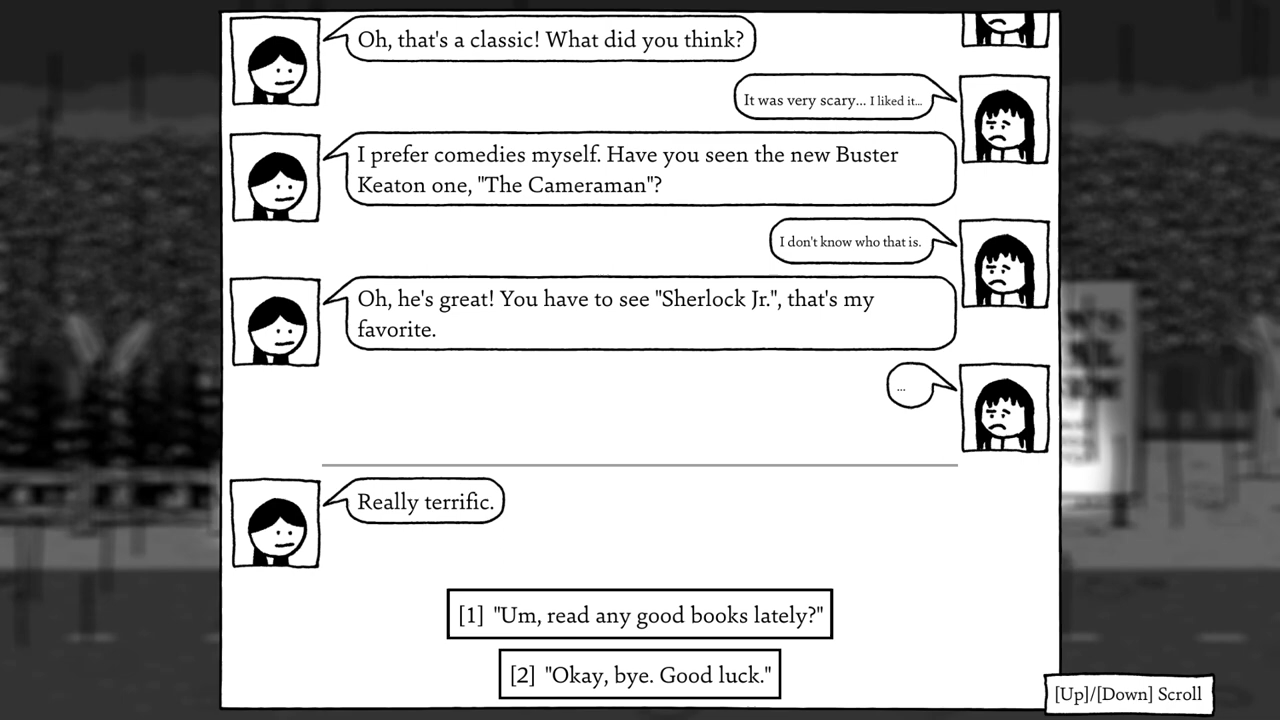 Oh, that's a classic! What did you think?
It was very scary... I liked it...
I prefer comedies myself. Have you seen the new Buster
Keaton one, "The Cameraman"?
I don't know who that is.
Oh, he's great! You have to see "Sherlock Jr.", that's my
favorite.
...
Really terrific.
[1] "Um, read any good books lately?"
[2] "Okay, bye. Good luck."
[Up]/[Down] Scroll